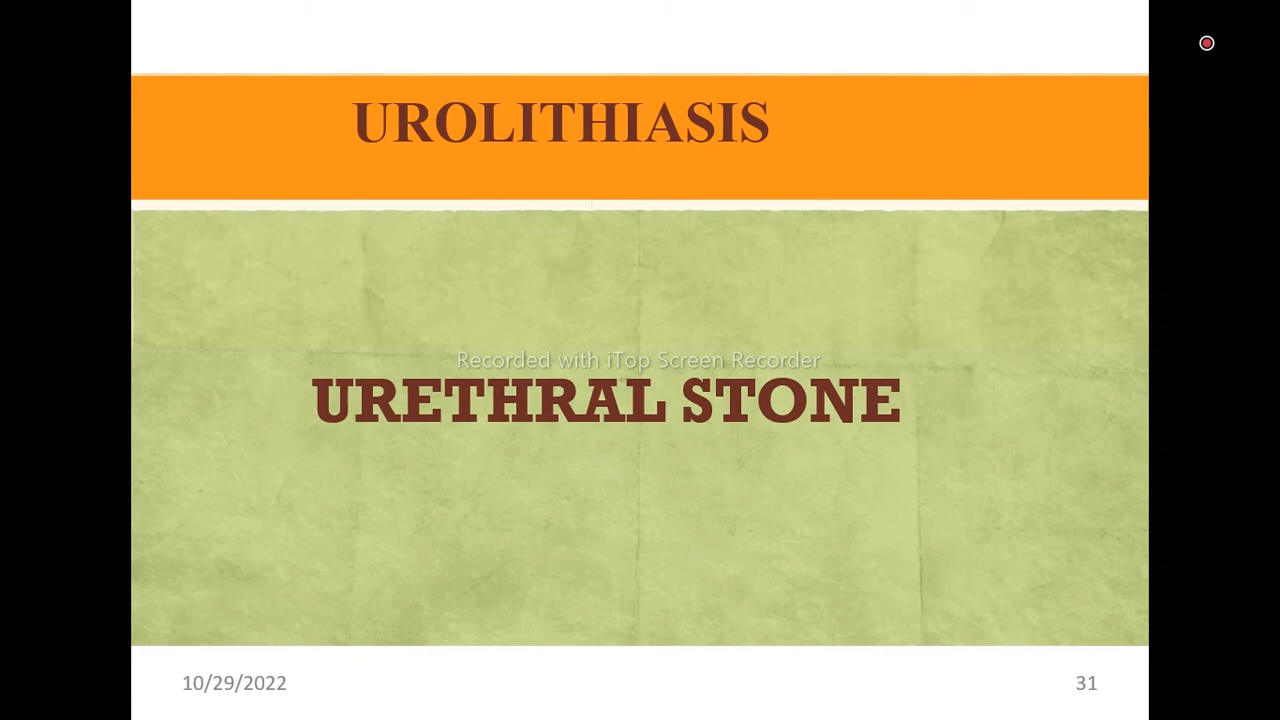 UROLITHIASIS
Recorded with iTop Screen Recorder
URETHRAL STONE
10/29/2022
31